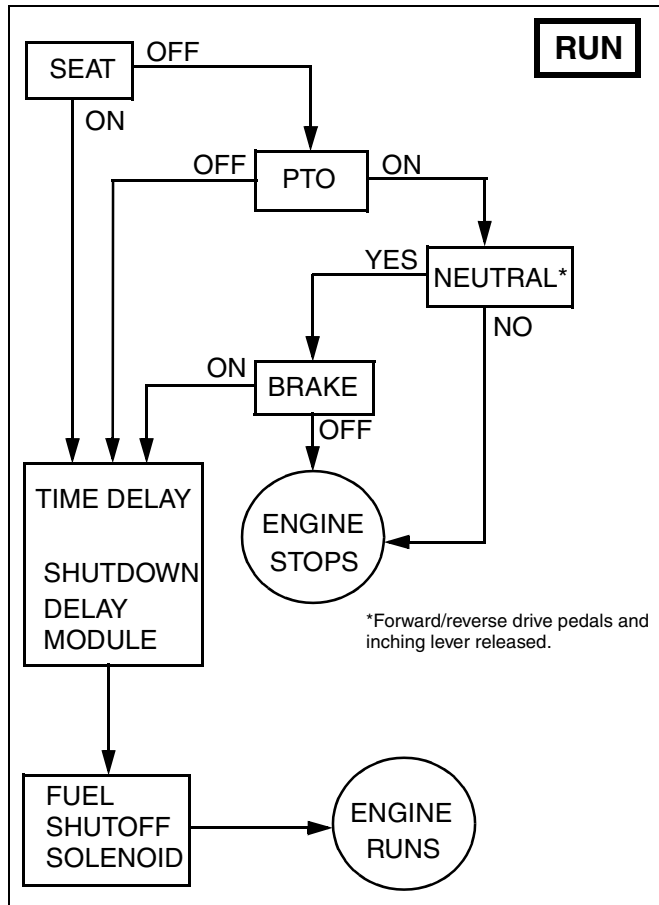 RUN
SEAT
OFF
ON
OFF
PTO
ON
YES
NEUTRAL*
NO
ON
BRAKE
OFF
TIME DELAY
SHUTDOWN
DELAY
MODULE
ENGINE
STOPS
*Forward/reverse drive pedals and
inching lever released.
FUEL
SHUTOFF
SOLENOID
ENGINE
RUNS